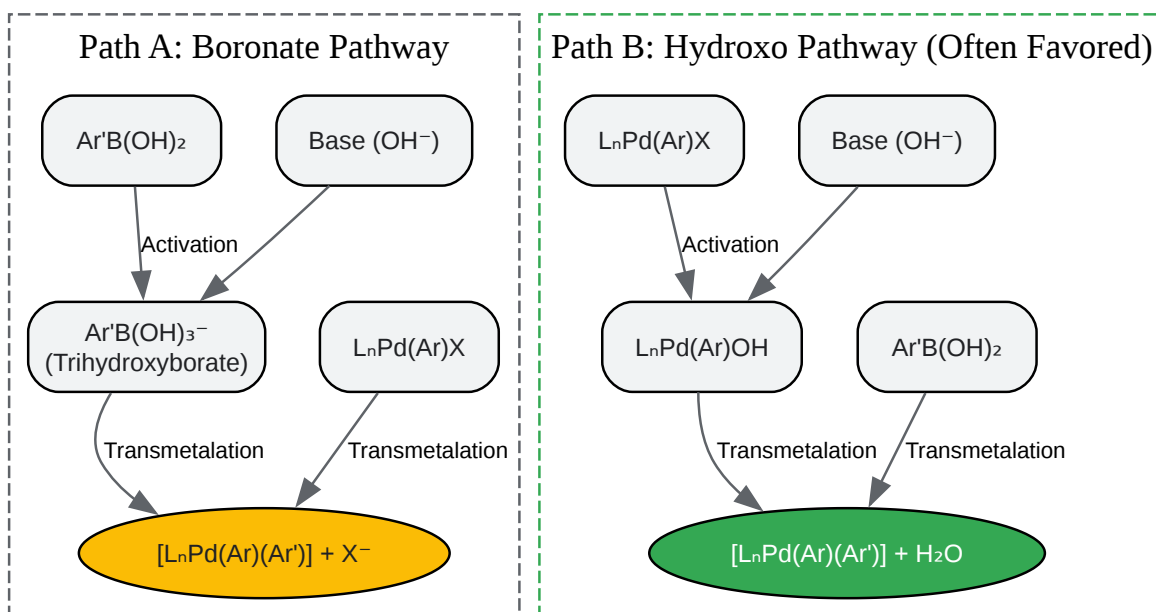 Path A: Boronate Pathway
Ar'B(OH)₂
Base (OH⁻)
Activation
Ar'B(OH)₃⁻
(Trihydroxyborate)
LₙPd(Ar)X
Transmetalation
Transmetalation
[LₙPd(Ar)(Ar')] + X⁻
Path B: Hydroxo Pathway (Often Favored)
LₙPd(Ar)X
Base (OH⁻)
Activation
LₙPd(Ar)OH
Ar'B(OH)₂
Transmetalation
Transmetalation
[LₙPd(Ar)(Ar')] + H₂O